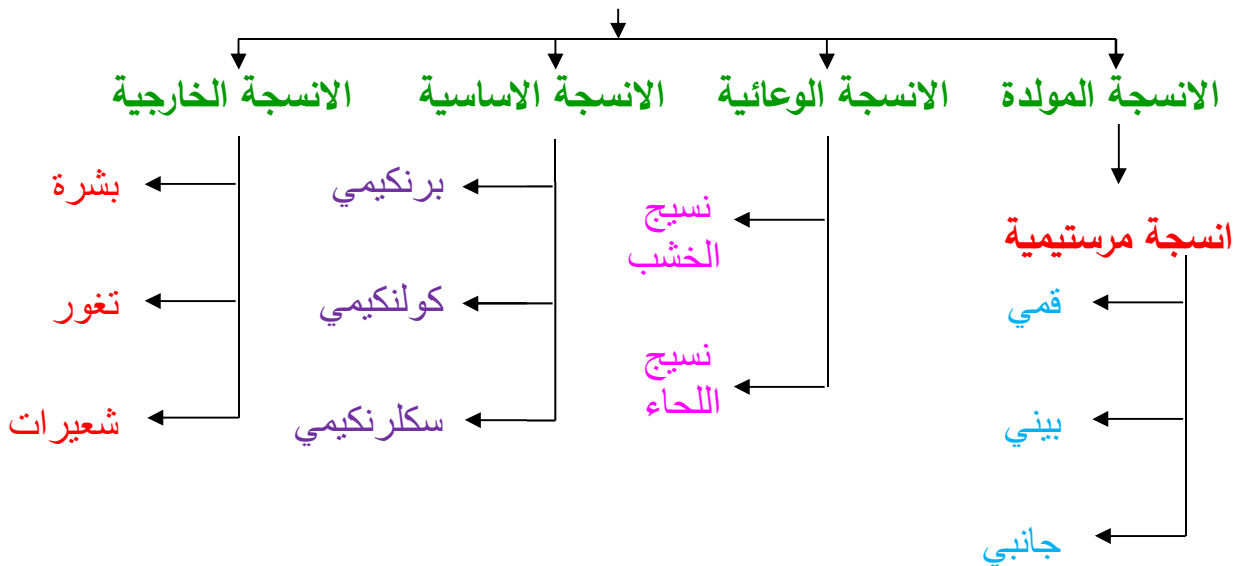 الانسجة المولدة
الانسجة الوعائية
الانسجة الاساسية
الانسجة الخارجية
انسجة مرستيمية
قمي
بيني
جانبي
نسيج
الخشب
نسيج
اللحاء
برنكيمي
كولنكيمي
سكلرنكيمي
بشرة
تغور
شعيرات